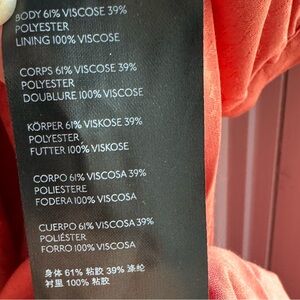 BODY 61% VISCOSE 39%
POLYESTER
LINING 100% VISCOSE
CORPS 61% VISCOSE 39%
POLYESTER
DOUBLURE 100% VISCOSE
KÖRPER 61% VISKOSE 39%
POLYESTER
FUTTER 100% VISKOSE
CORPO 61% VISCOSA 39%
POLIESTERE
FODERA 100% VISCOSA
CUERPO 61% VISCOSA 39%
POLIÉSTER
FORRO 100% VISCOSA
身体 61% 粘胶 39% 涤纶
衬里 100% 粘胶